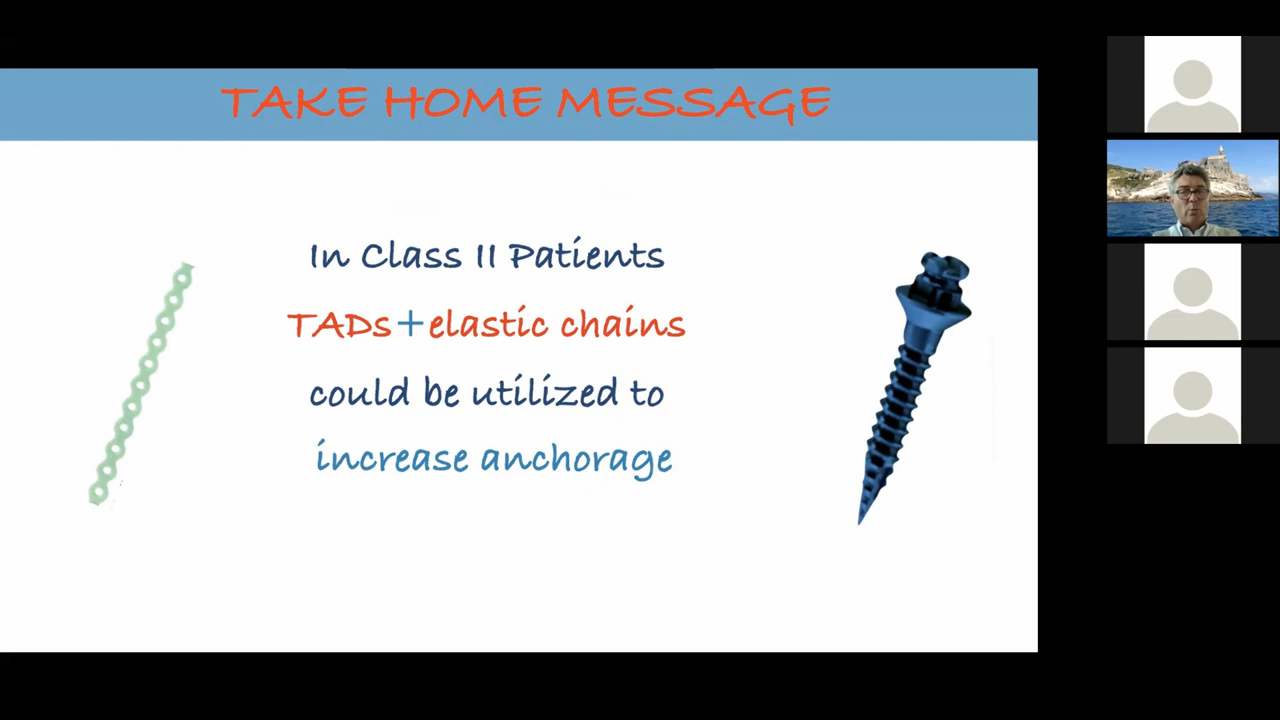 TAKE HOME MESSAGE
In Class II Patients
TADs+elastic chains
could be utilized to
increase anchorage